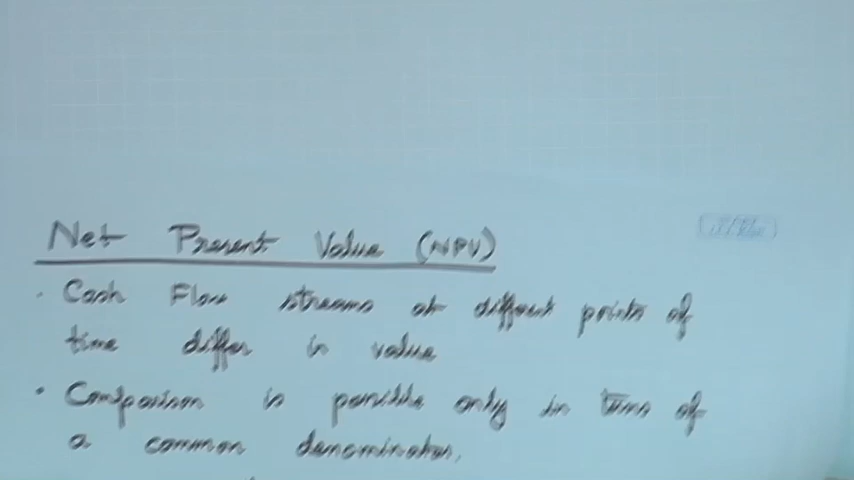 Net Present Value (NPV)
• Cash Flow streams at different points of
time differ in value
• Comparison is possible only in terms of
a common denominator.